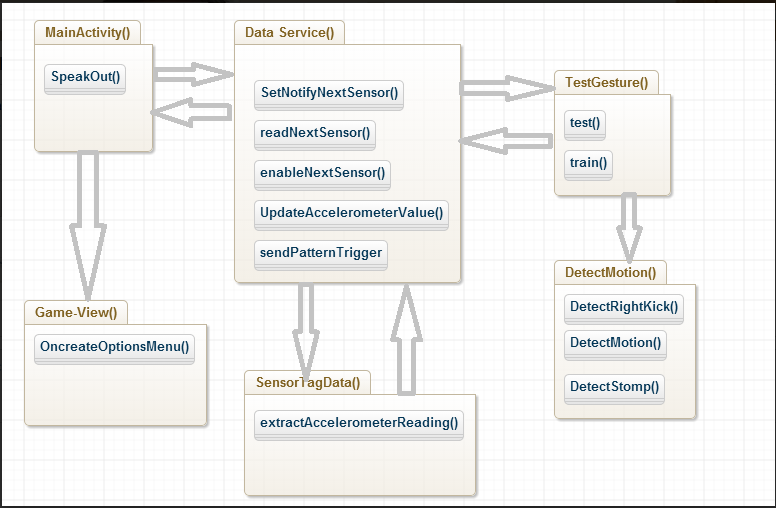 MainActivity()
SpeakOut()
Data Service()
SetNotifyNextSensor()
readNextSensor()
enableNextSensor()
UpdateAccelerometerValue()
sendPatternTrigger
TestGesture()
test()
train()
DetectMotion()
DetectRightKick()
DetectMotion()
DetectStomp()
Game-View()
OncreateOptionsMenu()
SensorTagData()
extractAccelerometerReading()